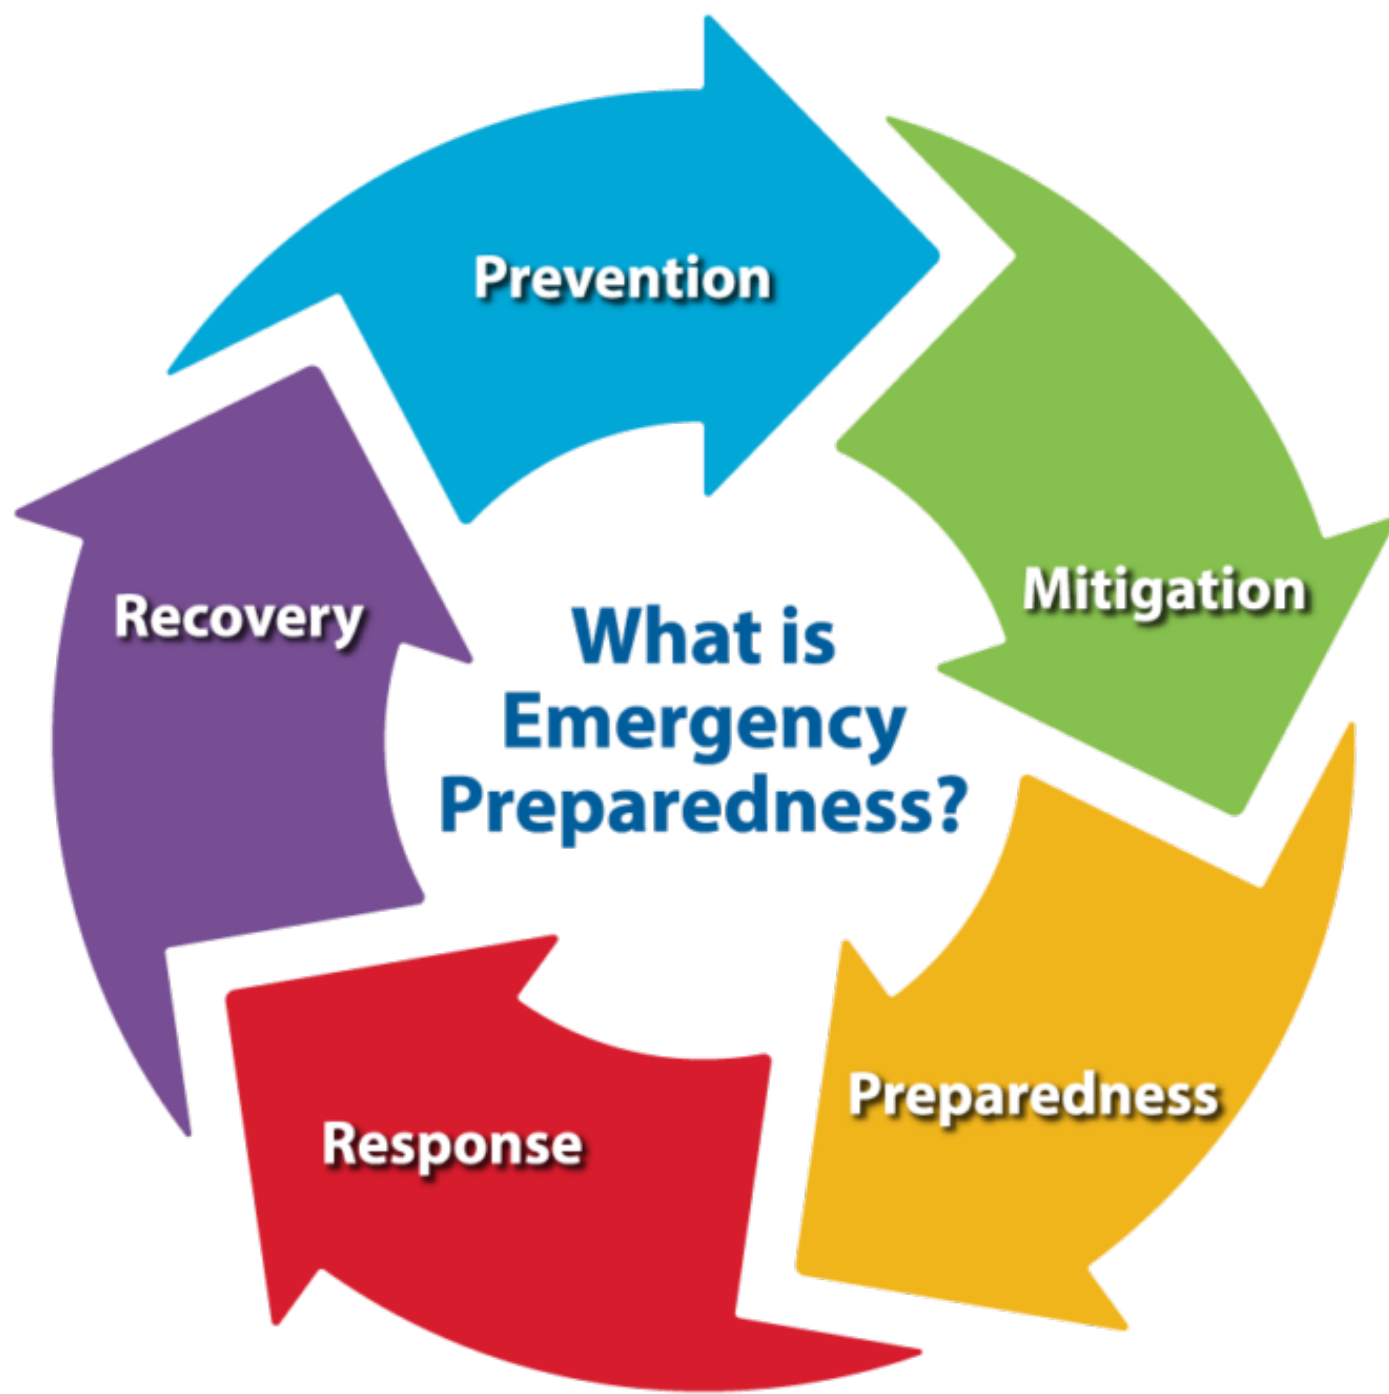 Prevention
Mitigation
Recovery
What is
Emergency
Preparedness?
Preparedness
Response